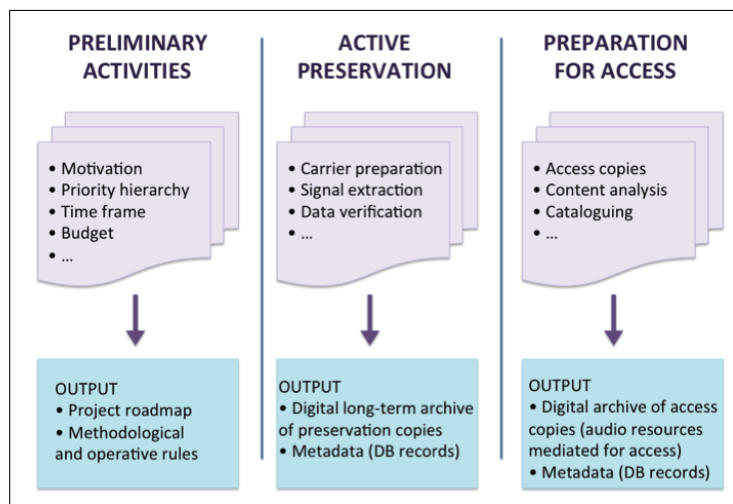 PRELIMINARY
ACTIVITIES
• Motivation
• Priority hierarchy
• Time frame
• Budget
• ...
OUTPUT
• Project roadmap
• Methodological
and operative rules
ACTIVE
PRESERVATION
• Carrier preparation
• Signal extraction
• Data verification
• ...
OUTPUT
• Digital long-term archive
of preservation copies
• Metadata (DB records)
PREPARATION
FOR ACCESS
• Access copies
• Content analysis
• Cataloguing
• ...
OUTPUT
• Digital archive of access
copies (audio resources
mediated for access)
• Metadata (DB records)